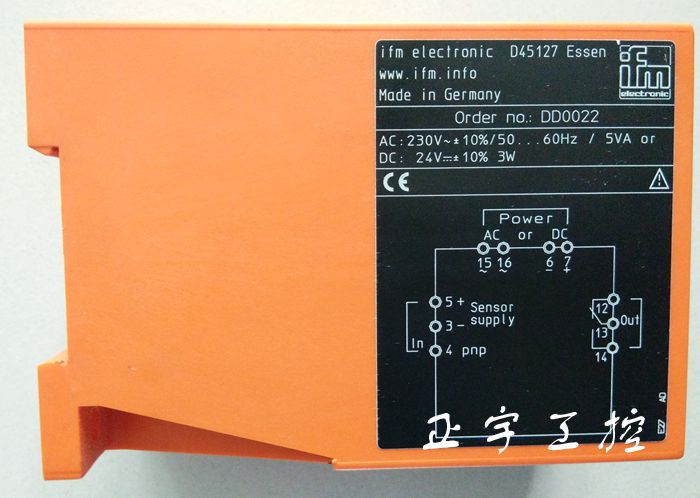 ifm electronic D45127 Essen
www.ifm.info
Made in Germany
ifm
electronic
Order no.: DD0022
AC:230V~±10%/50...60Hz / 5VA or
DC: 24V⎓±10% 3W
CE
Power
AC or DC
15 16 6 7
~ ~ - +
5+ Sensor
supply
3-
In
4 pnp
12
13 Out
14
AD
正宇工控